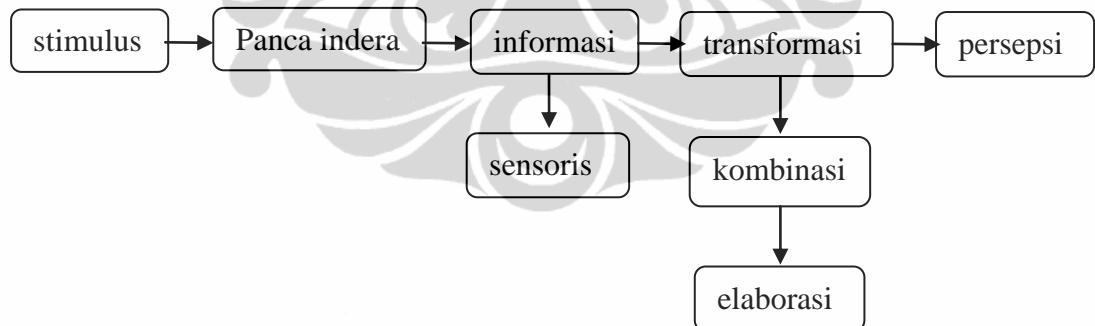 stimulus
Panca indera
informasi
transformasi
persepsi
sensoris
kombinasi
elaborasi